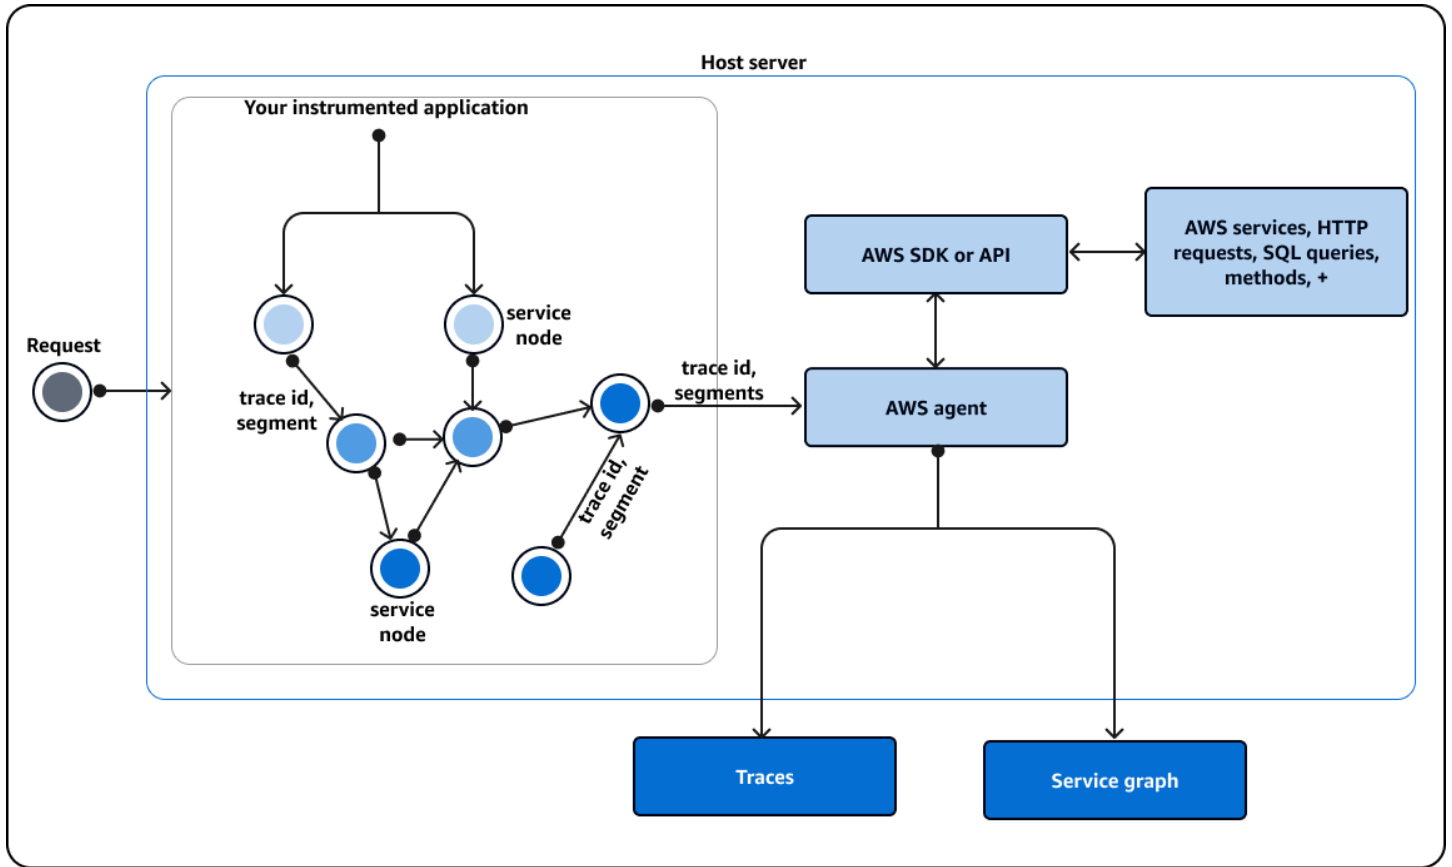 Host server
Your instrumented application
Request
service
node
trace id,
segment
trace id,
segments
trace id,
segment
service
node
AWS SDK or API
AWS services, HTTP
requests, SQL queries,
methods, +
AWS agent
Traces
Service graph